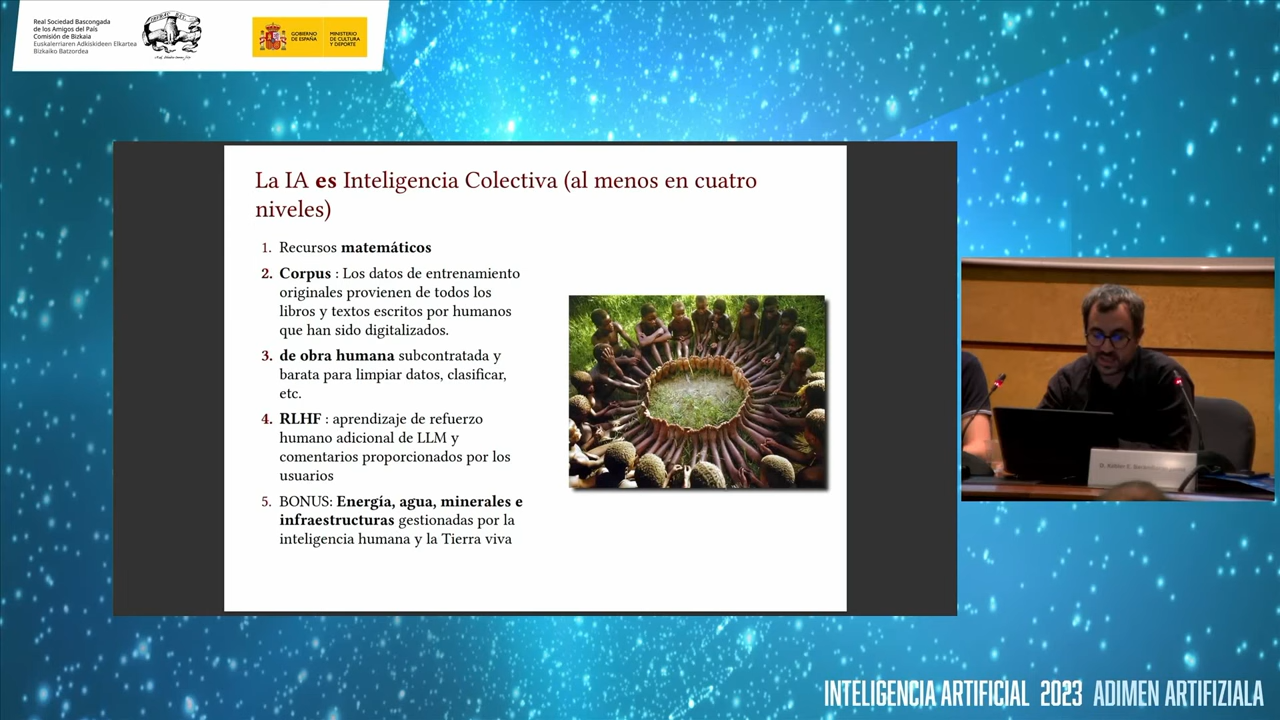 Real Sociedad Bascongada
de los Amigos del País
Comisión de Bizkaia
Euskalerriaren Adkiskideen Elkartea
Bizkaiko Batzordea
GOBIERNO
DE ESPAÑA
MINISTERIO
DE CULTURA
Y DEPORTE
La IA es Inteligencia Colectiva (al menos en cuatro
niveles)
1. Recursos matemáticos
2. Corpus : Los datos de entrenamiento
originales provienen de todos los
libros y textos escritos por humanos
que han sido digitalizados.
3. de obra humana subcontratada y
barata para limpiar datos, clasificar,
etc.
4. RLHF : aprendizaje de refuerzo
humano adicional de LLM y
comentarios proporcionados por los
usuarios
5. BONUS: Energía, agua, minerales e
infraestructuras gestionadas por la
inteligencia humana y la Tierra viva
INTELIGENCIA ARTIFICIAL 2023 ADIMEN ARTIFIZIALA